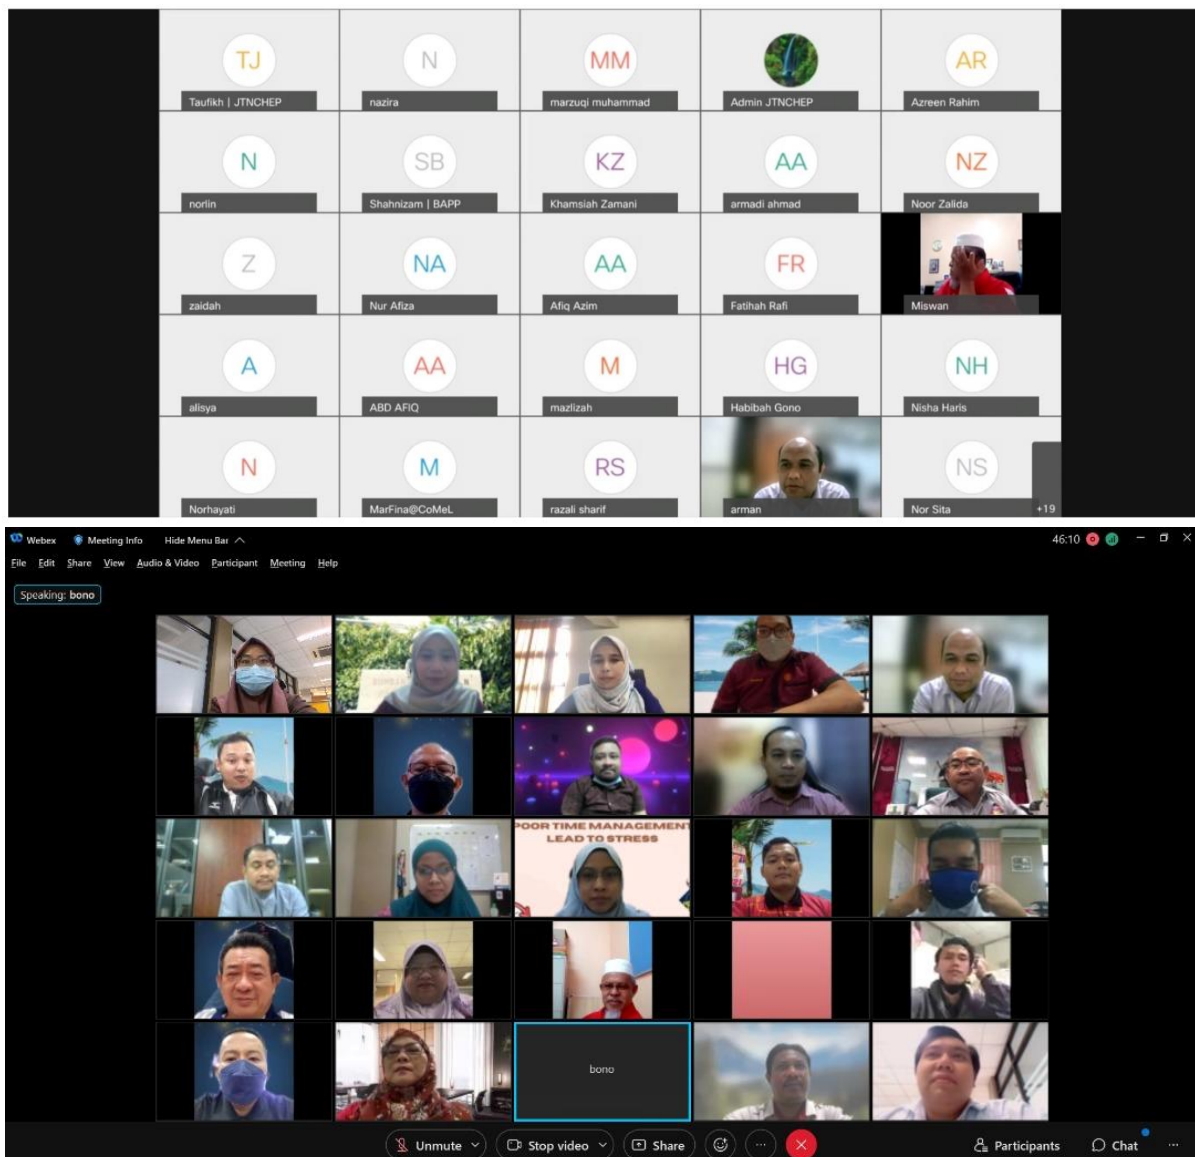 TJ
Taufikh | JTNCHEP
N
nazira
MM
marzuqi muhammad
Admin JTNCHEP
AR
Azreen Rahim
N
norlin
SB
Shahnizam | BAPP
KZ
Khamsiah Zamani
AA
armadi ahmad
NZ
Noor Zalida
Z
zaidah
NA
Nur Afiza
AA
Afiq Azim
FR
Fatihah Rafi
Miswan
A
alisya
AA
ABD AFIQ
M
mazlizah
HG
Habibah Gono
NH
Nisha Haris
N
Norhayati
M
MarFina@CoMeL
RS
razali sharif
arman
NS
Nor Sita
+19
Webex Meeting Info Hide Menu Bar 46:10
File Edit Share View Audio & Video Participant Meeting Help
Speaking: bono
POOR TIME MANAGEMENT
LEAD TO STRESS
bono
Unmute Stop video Share ... Participants Chat ...